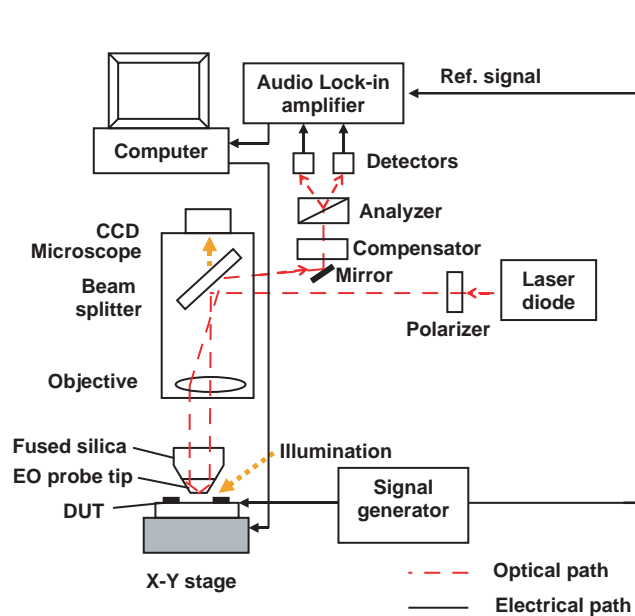 Audio Lock-in
amplifier
Ref. signal
Computer
Detectors
Analyzer
CCD
Microscope
Compensator
Beam
splitter
Mirror
Laser
diode
Polarizer
Objective
Fused silica
Illumination
EO probe tip
Signal
generator
DUT
X-Y stage
Optical path
Electrical path